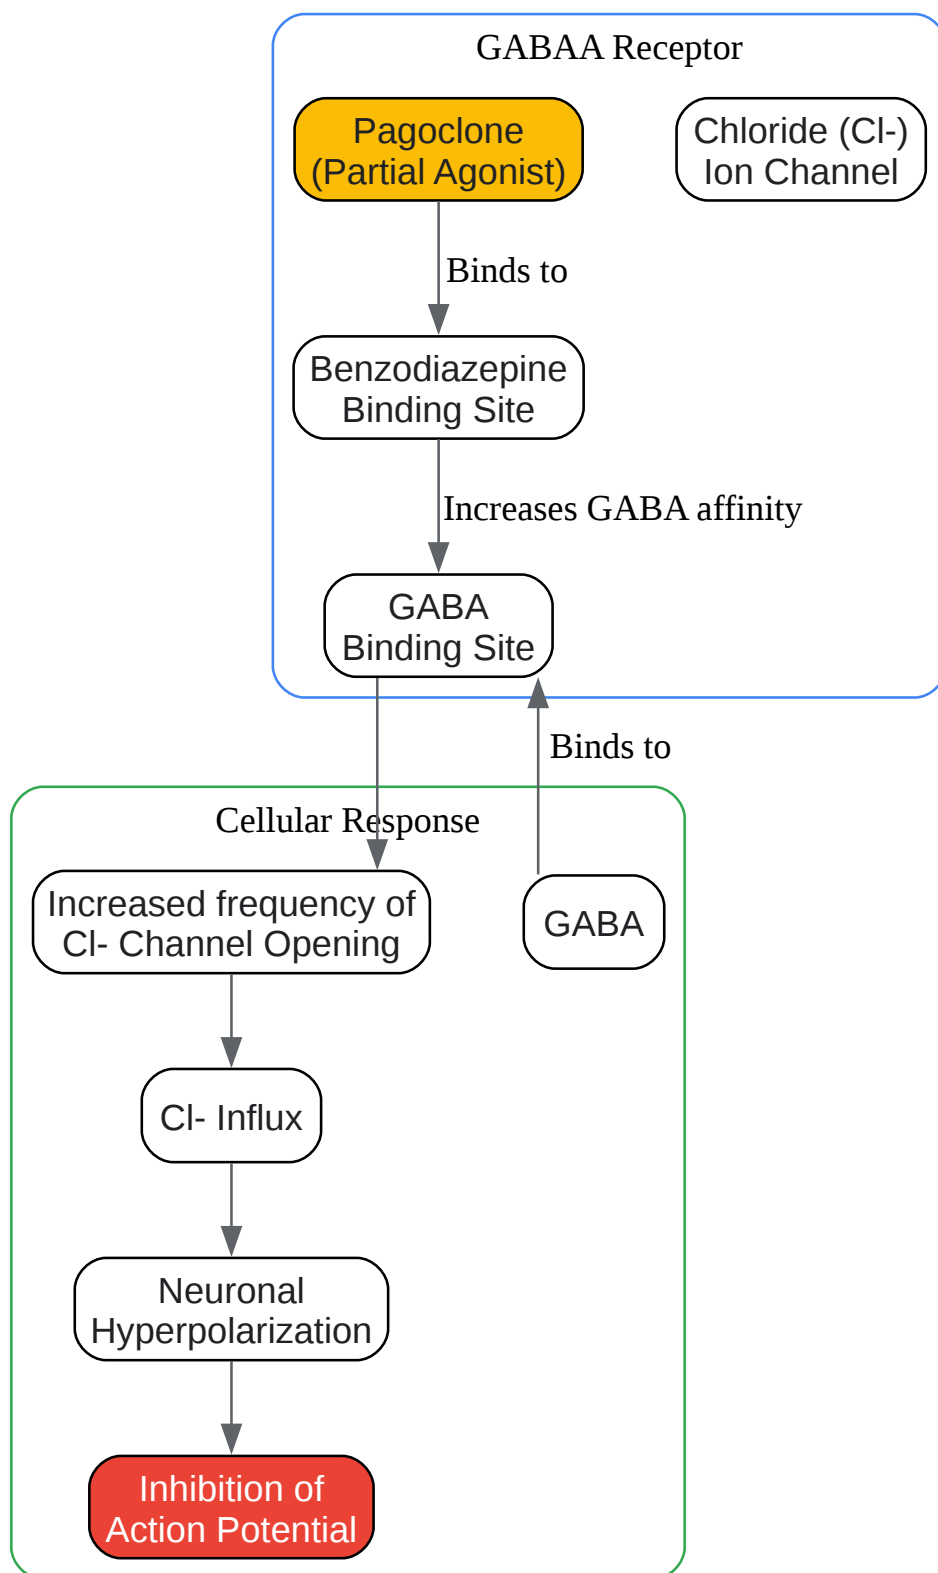 GABAA Receptor
Pagoclone
(Partial Agonist)
Chloride (Cl-)
Ion Channel
Binds to
Benzodiazepine
Binding Site
Increases GABA affinity
GABA
Binding Site
Binds to
Cellular Response
Increased frequency of
Cl- Channel Opening
GABA
Cl- Influx
Neuronal
Hyperpolarization
Inhibition of
Action Potential